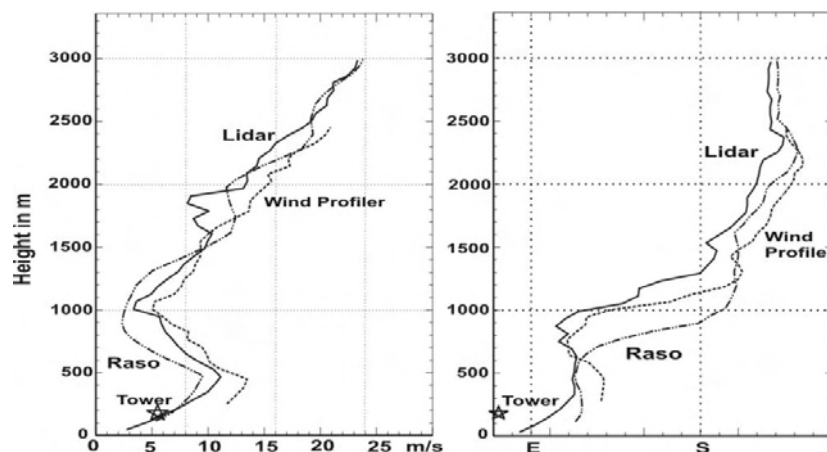 3000
2500
2000
1500
1000
500
0
Height in m
Lidar
Wind Profiler
Raso
Tower
0 5 10 15 20 25 m/s
3000
2500
2000
1500
1000
500
0
Lidar
Wind
Profiler
Raso
Tower
E S